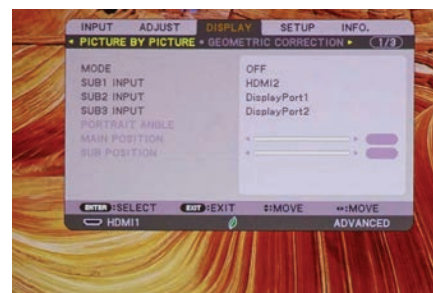 INPUT ADJUST DISPLAY SETUP INFO.
PICTURE BY PICTURE • GEOMETRIC CORRECTION 1/3
MODE OFF
SUB1 INPUT HDMI2
SUB2 INPUT DisplayPort1
SUB3 INPUT DisplayPort2
PORTRAIT ANGLE
MAIN POSITION
SUB POSITION
ENTER :SELECT EXIT :EXIT :MOVE :MOVE
HDMI1 ADVANCED